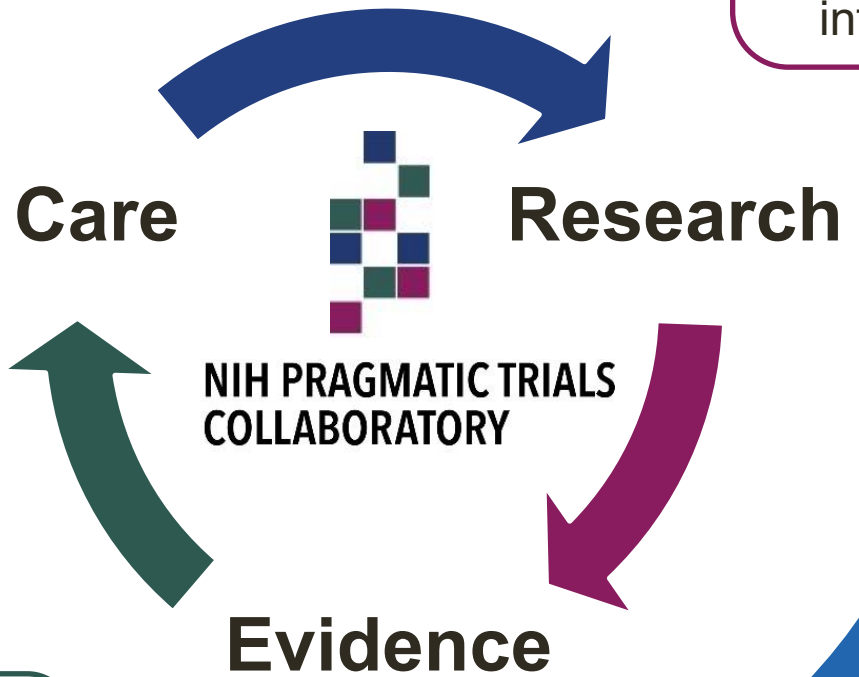 Care
Research
NIH PRAGMATIC TRIALS
COLLABORATORY
Evidence